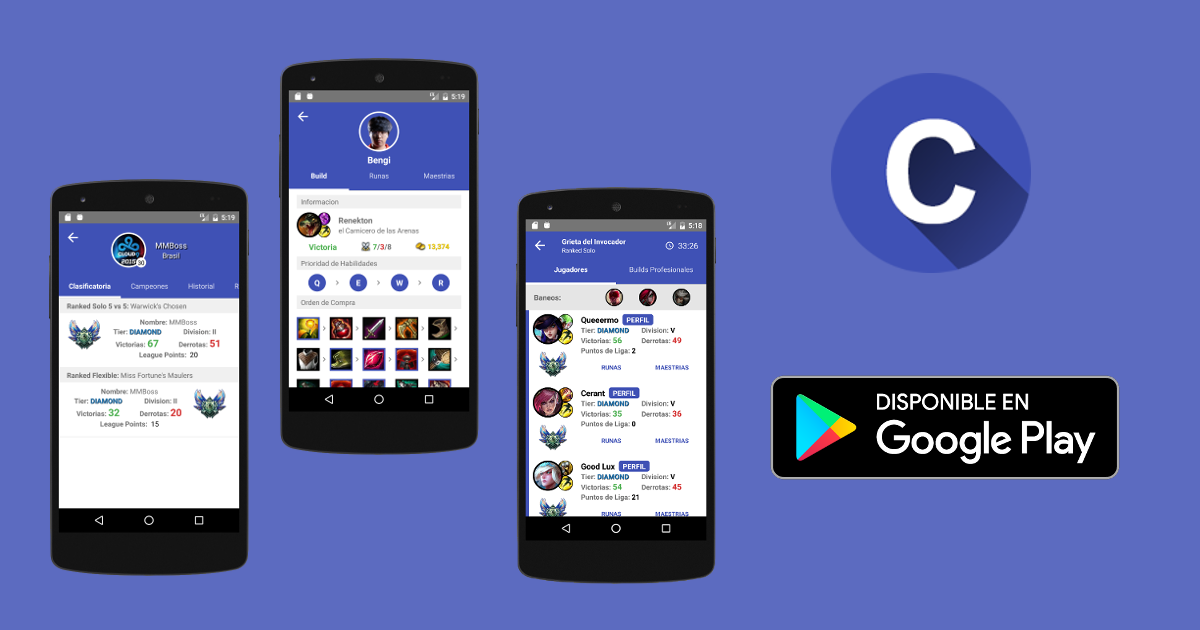 5:19
MMBoss
Brasil
CLOUD9
2015
30
Clasificatoria Campeones Historial R
Ranked Solo 5 vs 5: Warwick's Chosen
Nombre: MMBoss
Tier: DIAMOND Division: II
Victorias: 67 Derrotas: 51
League Points: 20
Ranked Flexible: Miss Fortune's Maulers
Nombre: MMBoss
Tier: DIAMOND Division: II
Victorias: 32 Derrotas: 20
League Points: 15
5:19
Bengi
Build Runas Maestrias
Informacion
Renekton
el Carnicero de las Arenas
Victoria 7/3/8 13,374
Prioridad de Habilidades
Q > E > W > R
Orden de Compra
5:18
Grieta del Invocador
Ranked Solo
33:26
Jugadores Builds Profesionales
Baneos:
Queeermo PERFIL
Tier: DIAMOND Division: V
Victorias: 56 Derrotas: 49
Puntos de Liga: 2
RUNAS MAESTRIAS
Cerant PERFIL
Tier: DIAMOND Division: V
Victorias: 35 Derrotas: 36
Puntos de Liga: 0
RUNAS MAESTRIAS
Good Lux PERFIL
Tier: DIAMOND Division: V
Victorias: 54 Derrotas: 45
Puntos de Liga: 21
RUNAS MAESTRIAS
C
DISPONIBLE EN
Google Play